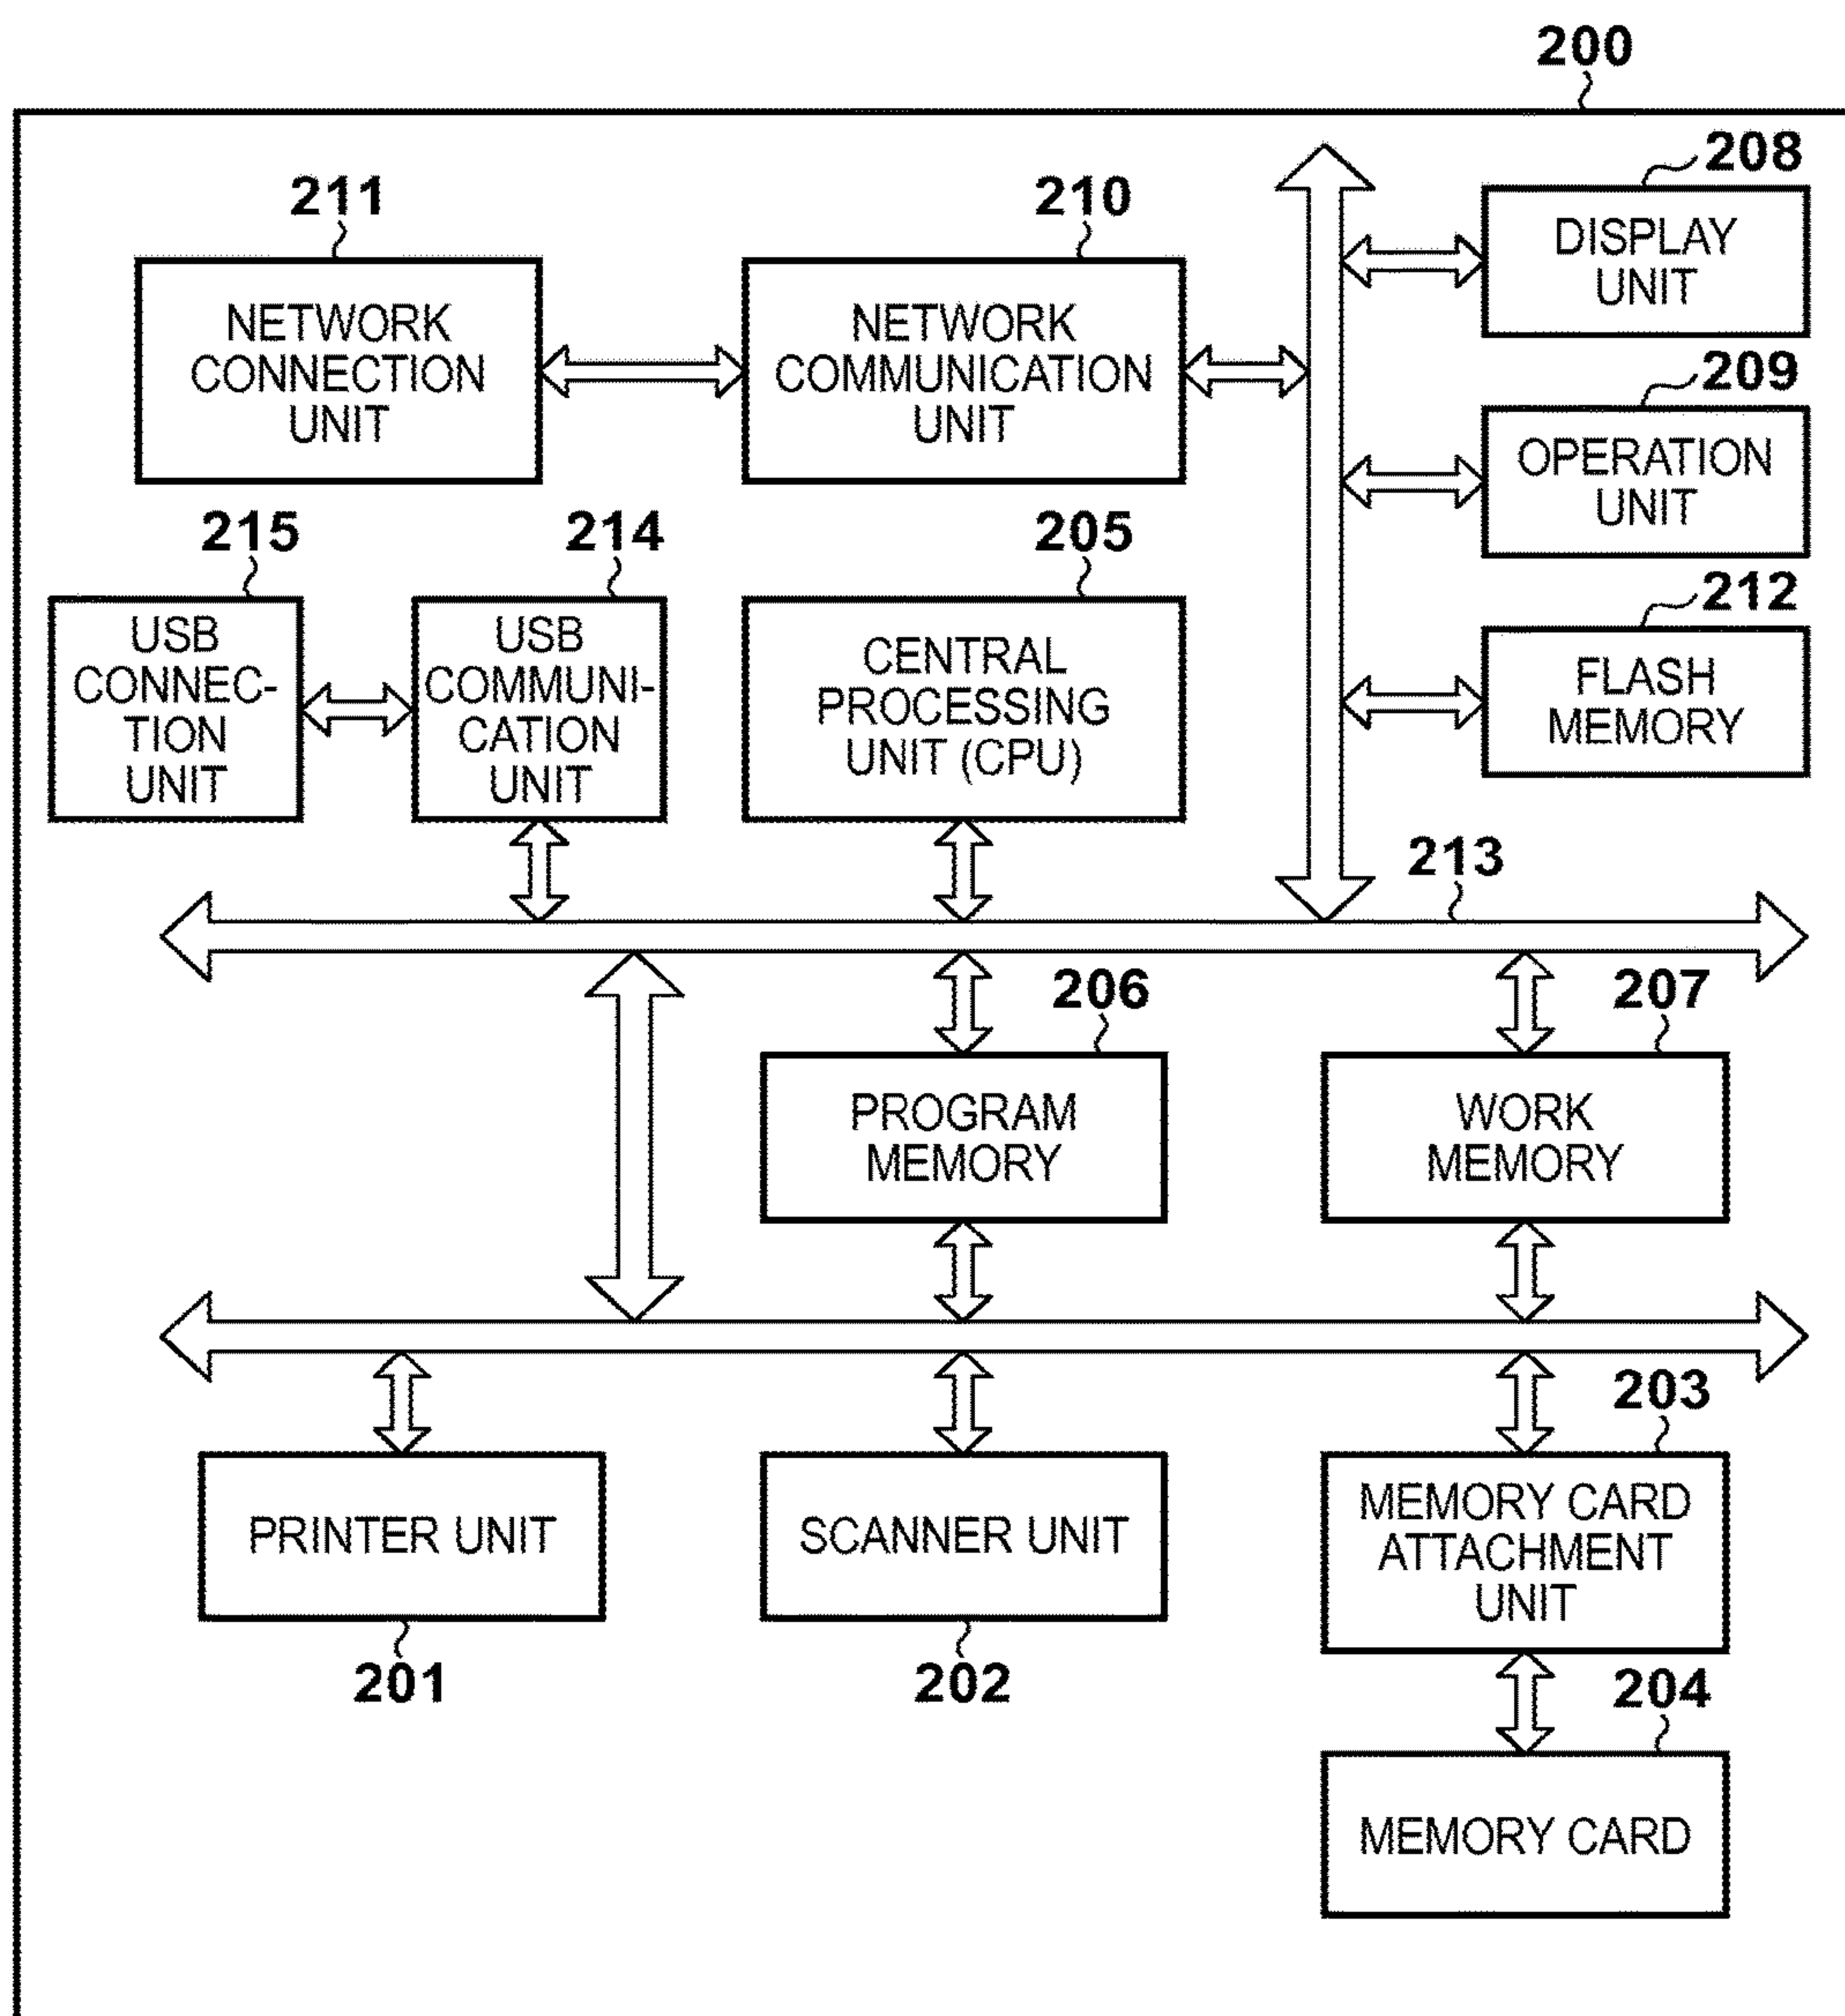 200
208
DISPLAY
UNIT
211
NETWORK
CONNECTION
UNIT
210
NETWORK
COMMUNICATION
UNIT
209
OPERATION
UNIT
215
USB
CONNEC-
TION
UNIT
214
USB
COMMUNI-
CATION
UNIT
205
CENTRAL
PROCESSING
UNIT (CPU)
212
FLASH
MEMORY
213
206
PROGRAM
MEMORY
207
WORK
MEMORY
PRINTER UNIT
201
SCANNER UNIT
202
203
MEMORY CARD
ATTACHMENT
UNIT
204
MEMORY CARD